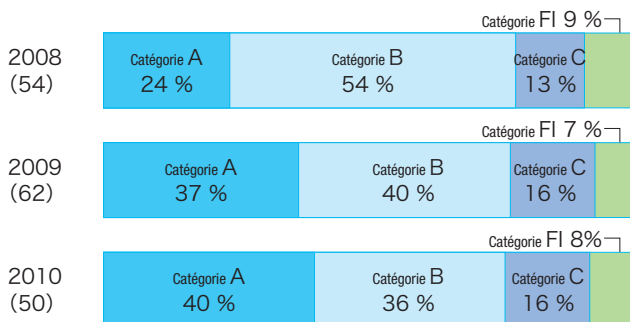 Catégorie FI 9 %
2008
(54)
Catégorie A
24 %
Catégorie B
54 %
Catégorie C
13 %
Catégorie FI 7 %
2009
(62)
Catégorie A
37 %
Catégorie B
40 %
Catégorie C
16 %
Catégorie FI 8%
2010
(50)
Catégorie A
40 %
Catégorie B
36 %
Catégorie C
16 %